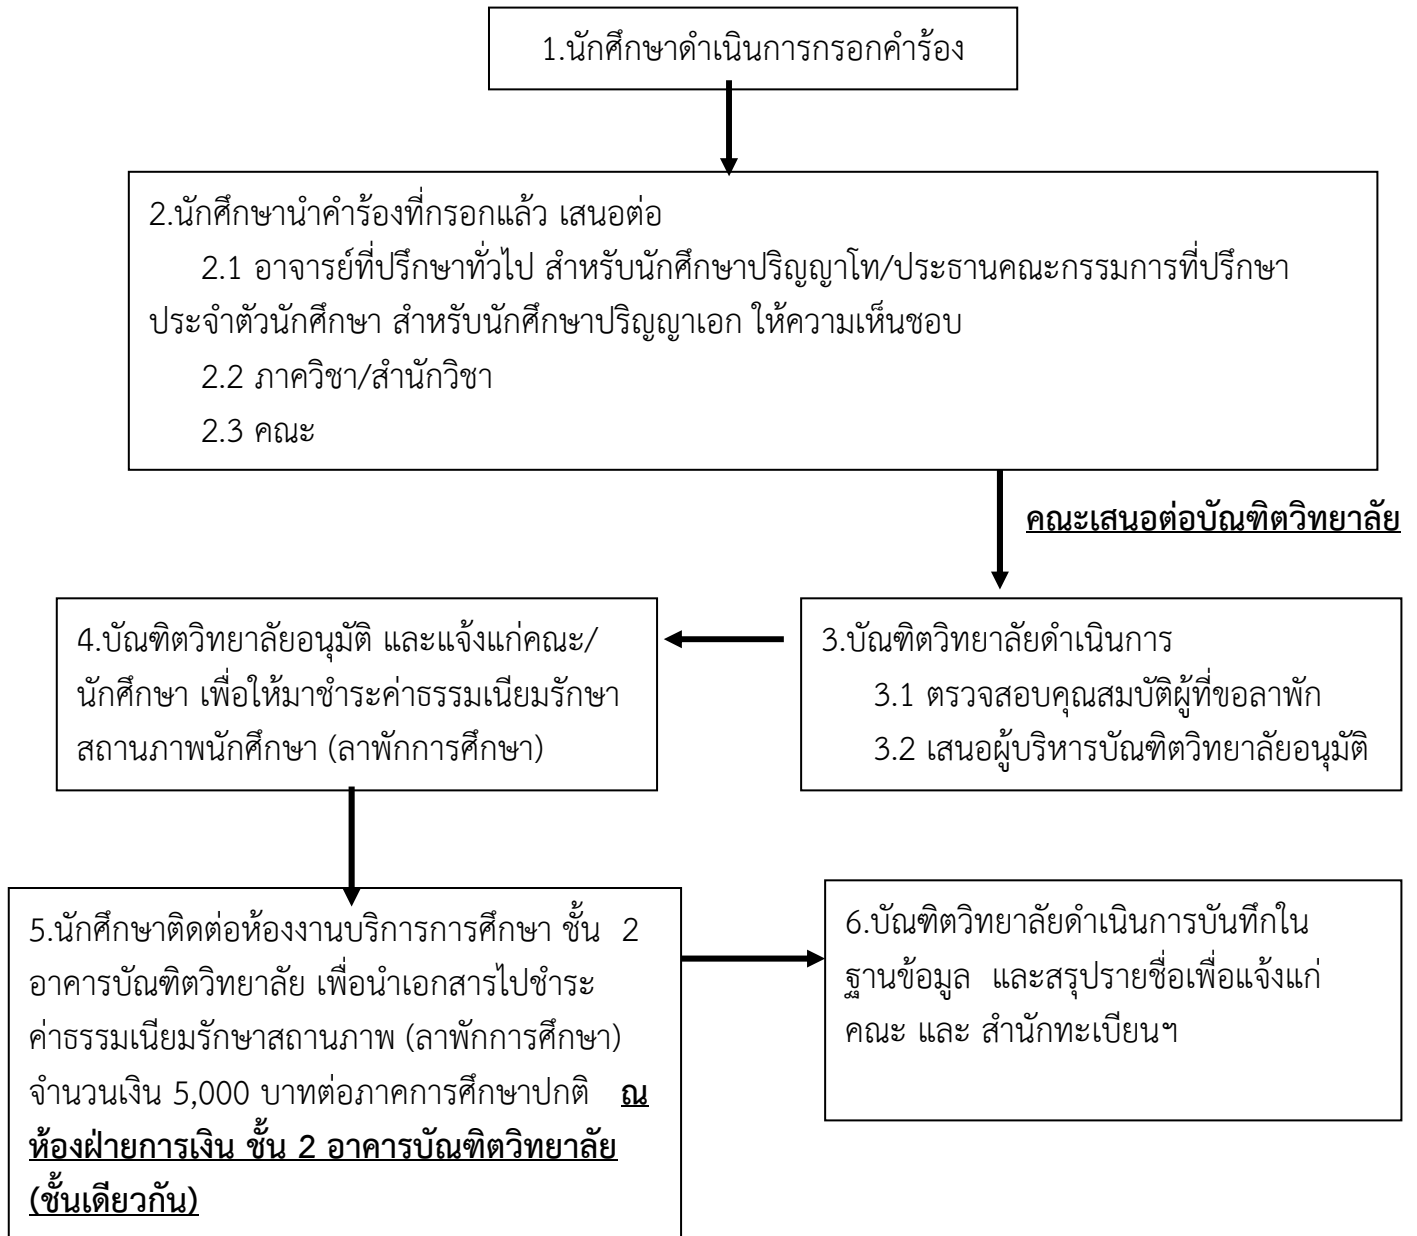 1.นักศึกษาดำเนินการกรอกคำร้อง
2.นักศึกษานำคำร้องที่กรอกแล้ว เสนอต่อ
2.1 อาจารย์ที่ปรึกษาทั่วไป สำหรับนักศึกษาปริญญาโท/ประธานคณะกรรมการที่ปรึกษา
ประจำตัวนักศึกษา สำหรับนักศึกษาปริญญาเอก ให้ความเห็นชอบ
2.2 ภาควิชา/สำนักวิชา
2.3 คณะ
คณะเสนอต่อบัณฑิตวิทยาลัย
3.บัณฑิตวิทยาลัยดำเนินการ
3.1 ตรวจสอบคุณสมบัติผู้ที่ขอลาพัก
3.2 เสนอผู้บริหารบัณฑิตวิทยาลัยอนุมัติ
4.บัณฑิตวิทยาลัยอนุมัติ และแจ้งแก่คณะ/
นักศึกษา เพื่อให้มาชำระค่าธรรมเนียมรักษา
สถานภาพนักศึกษา (ลาพักการศึกษา)
5.นักศึกษาติดต่อห้องงานบริการการศึกษา ชั้น 2
อาคารบัณฑิตวิทยาลัย เพื่อนำเอกสารไปชำระ
ค่าธรรมเนียมรักษาสถานภาพ (ลาพักการศึกษา)
จำนวนเงิน 5,000 บาทต่อภาคการศึกษาปกติ ณ
ห้องฝ่ายการเงิน ชั้น 2 อาคารบัณฑิตวิทยาลัย
(ชั้นเดียวกัน)
6.บัณฑิตวิทยาลัยดำเนินการบันทึกใน
ฐานข้อมูล และสรุปรายชื่อเพื่อแจ้งแก่
คณะ และ สำนักทะเบียนฯ